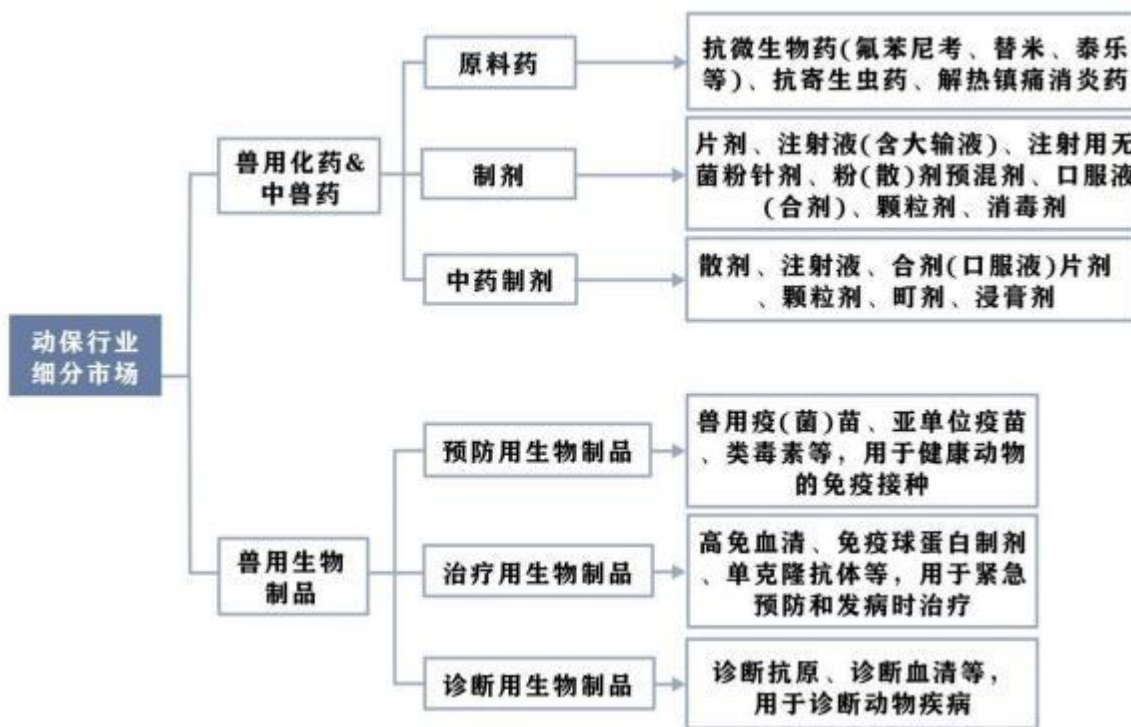 动保行业
细分市场
兽用化药&
中兽药
原料药
抗微生物药(氟苯尼考、替米、泰乐
等)、抗寄生虫药、解热镇痛消炎药
制剂
片剂、注射液(含大输液)、注射用无
菌粉针剂、粉(散)剂预混剂、口服液
(合剂)、颗粒剂、消毒剂
中药制剂
散剂、注射液、合剂(口服液)片剂
、颗粒剂、町剂、浸膏剂
兽用生物
制品
预防用生物制品
兽用疫(菌)苗、亚单位疫苗
、类毒素等，用于健康动物
的免疫接种
治疗用生物制品
高免血清、免疫球蛋白制剂
、单克隆抗体等，用于紧急
预防和发病时治疗
诊断用生物制品
诊断抗原、诊断血清等，
用于诊断动物疾病